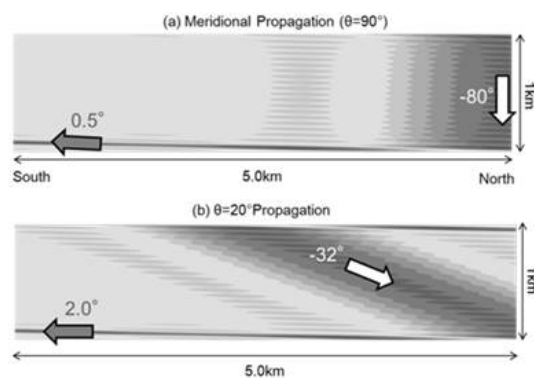 (a) Meridional Propagation (θ=90°)
-80°
1km
0.5°
5.0km
South
North
(b) θ=20°Propagation
-32°
1km
2.0°
5.0km